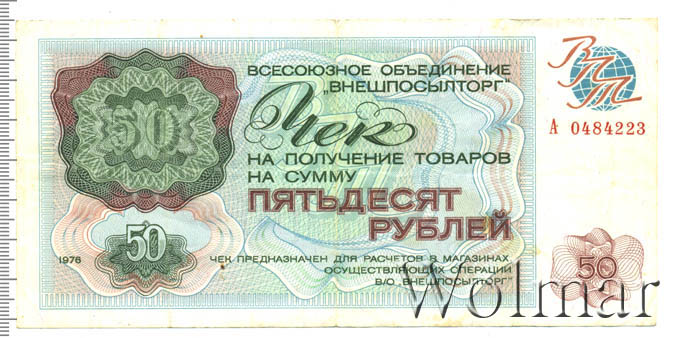 ВПТ
ВСЕСОЮЗНОЕ ОБЪЕДИНЕНИЕ
„ВНЕШПОСЫЛТОРГ"
50
Чек
А 0484223
НА ПОЛУЧЕНИЕ ТОВАРОВ
НА СУММУ
ПЯТЬДЕСЯТ
РУБЛЕЙ
50
1976
ЧЕК ПРЕДНАЗНАЧЕН ДЛЯ РАСЧЕТОВ В МАГАЗИНАХ,
ОСУЩЕСТВЛЯЮЩИХ ОПЕРАЦИИ
В/О „ВНЕШПОСЫЛТОРГ"
50
Wolmar